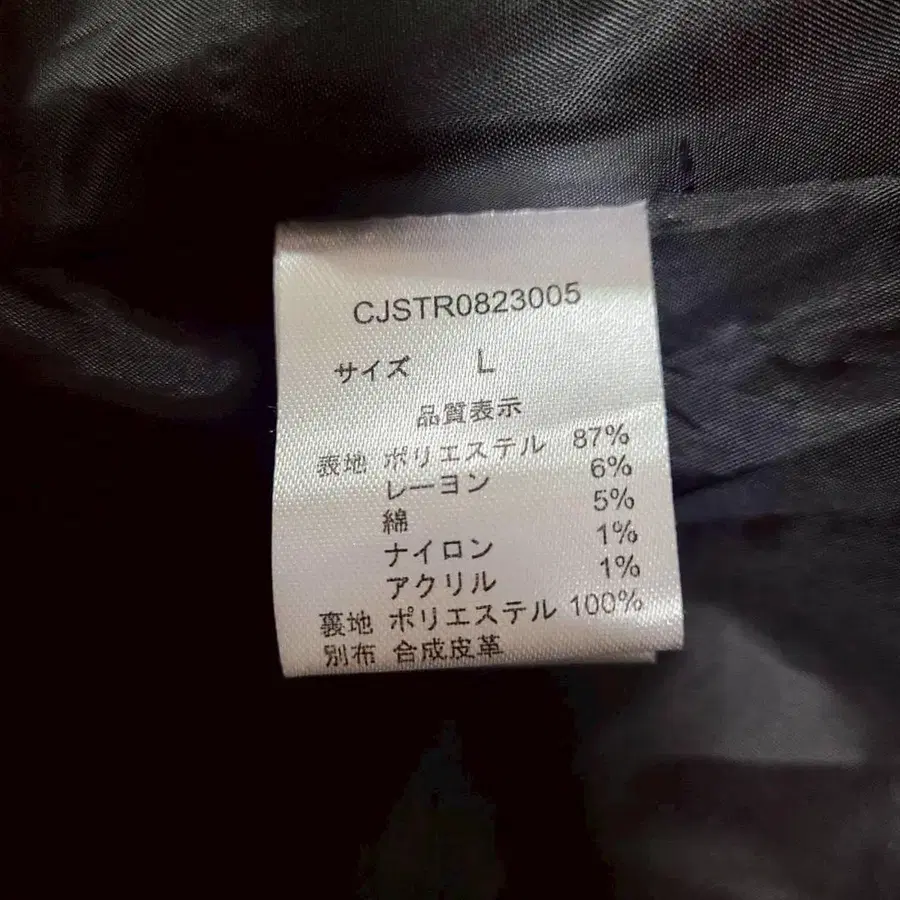 CJSTR0823005
サイズ L
品質表示
表地 ポリエステル 87%
レーヨン 6%
綿 5%
ナイロン 1%
アクリル 1%
裏地 ポリエステル 100%
別布 合成皮革